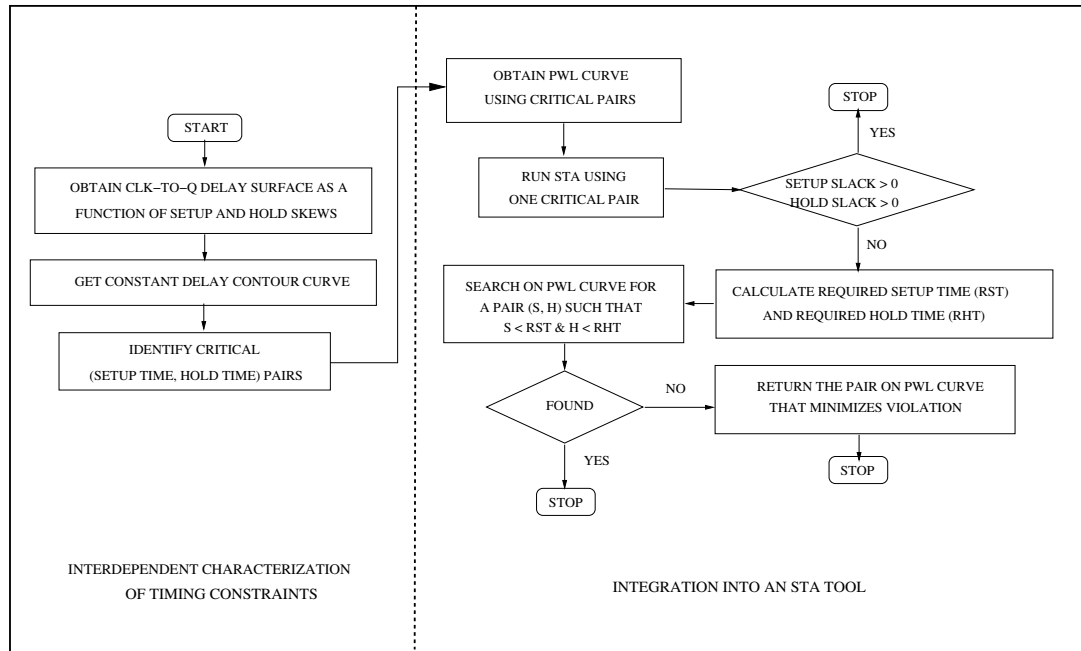 START
OBTAIN CLK−TO−Q DELAY SURFACE AS A
FUNCTION OF SETUP AND HOLD SKEWS
GET CONSTANT DELAY CONTOUR CURVE
IDENTIFY CRITICAL
(SETUP TIME, HOLD TIME) PAIRS
INTERDEPENDENT CHARACTERIZATION
OF TIMING CONSTRAINTS
OBTAIN PWL CURVE
USING CRITICAL PAIRS
RUN STA USING
ONE CRITICAL PAIR
STOP
YES
SETUP SLACK > 0
HOLD SLACK > 0
NO
CALCULATE REQUIRED SETUP TIME (RST)
AND REQUIRED HOLD TIME (RHT)
SEARCH ON PWL CURVE FOR
A PAIR (S, H) SUCH THAT
S < RST & H < RHT
FOUND
NO
RETURN THE PAIR ON PWL CURVE
THAT MINIMIZES VIOLATION
STOP
YES
STOP
INTEGRATION INTO AN STA TOOL